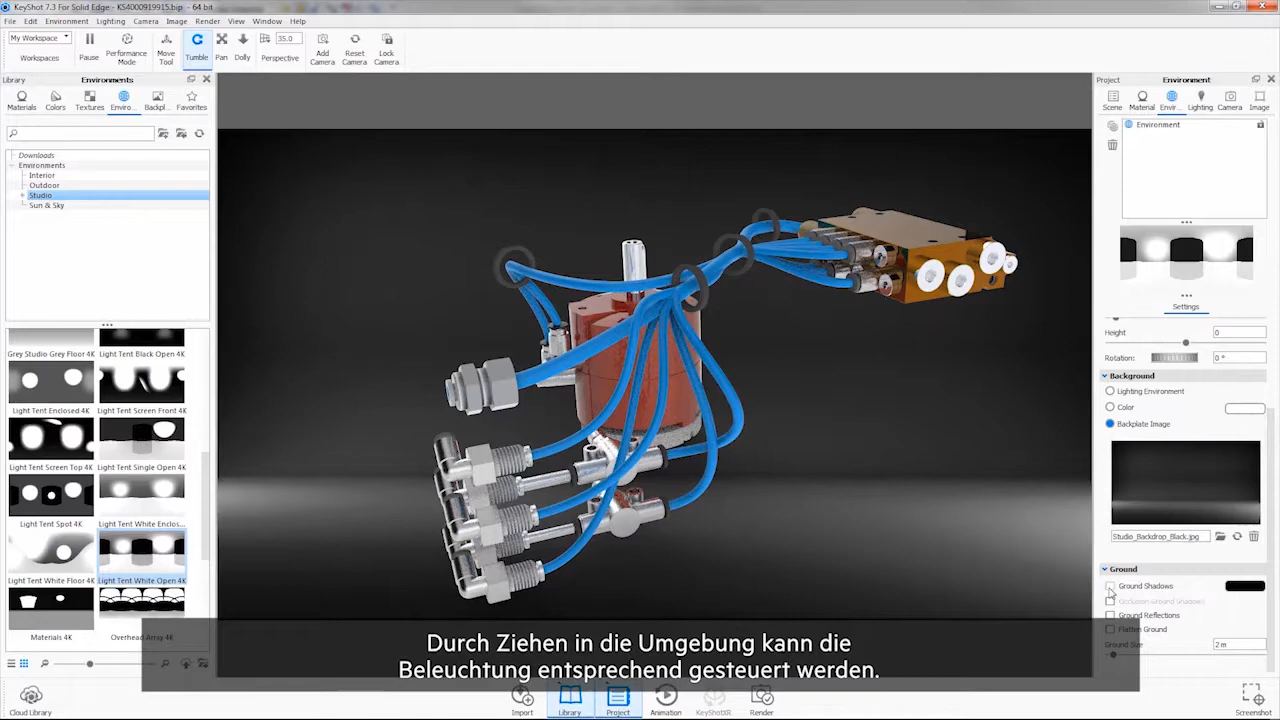 KeyShot 7.3 For Solid Edge - KS4000919915.bip - 64 bit
File Edit Environment Lighting Camera Image Render View Window Help
My Workspace
35.0
Workspaces Pause Performance Mode Move Tool Tumble Pan Dolly Perspective Add Camera Reset Camera Lock Camera
Library Environments
Materials Colors Textures Enviro... Backpl... Favorites
Downloads
Environments
Interior
Outdoor
Studio
Sun & Sky
Grey Studio Grey Floor 4K Light Tent Black Open 4K
Light Tent Enclosed 4K Light Tent Screen Front 4K
Light Tent Screen Top 4K Light Tent Single Open 4K
Light Tent Spot 4K Light Tent White Enclos...
Light Tent White Floor 4K Light Tent White Open 4K
Materials 4K Overhead Array 4K
Project Environment
Scene Material Envir... Lighting Camera Image
Environment
Settings
Height 0
Rotation: 0 °
Background
Lighting Environment
Color
Backplate Image
Studio_Backdrop_Black.jpg
Ground
Ground Shadows
Occlusion Ground Shadows
Ground Reflections
Flatten Ground
Ground Size 2 m
Durch Ziehen in die Umgebung kann die
Beleuchtung entsprechend gesteuert werden.
Cloud Library Import Library Project Animation KeyShotXR Render Screenshot